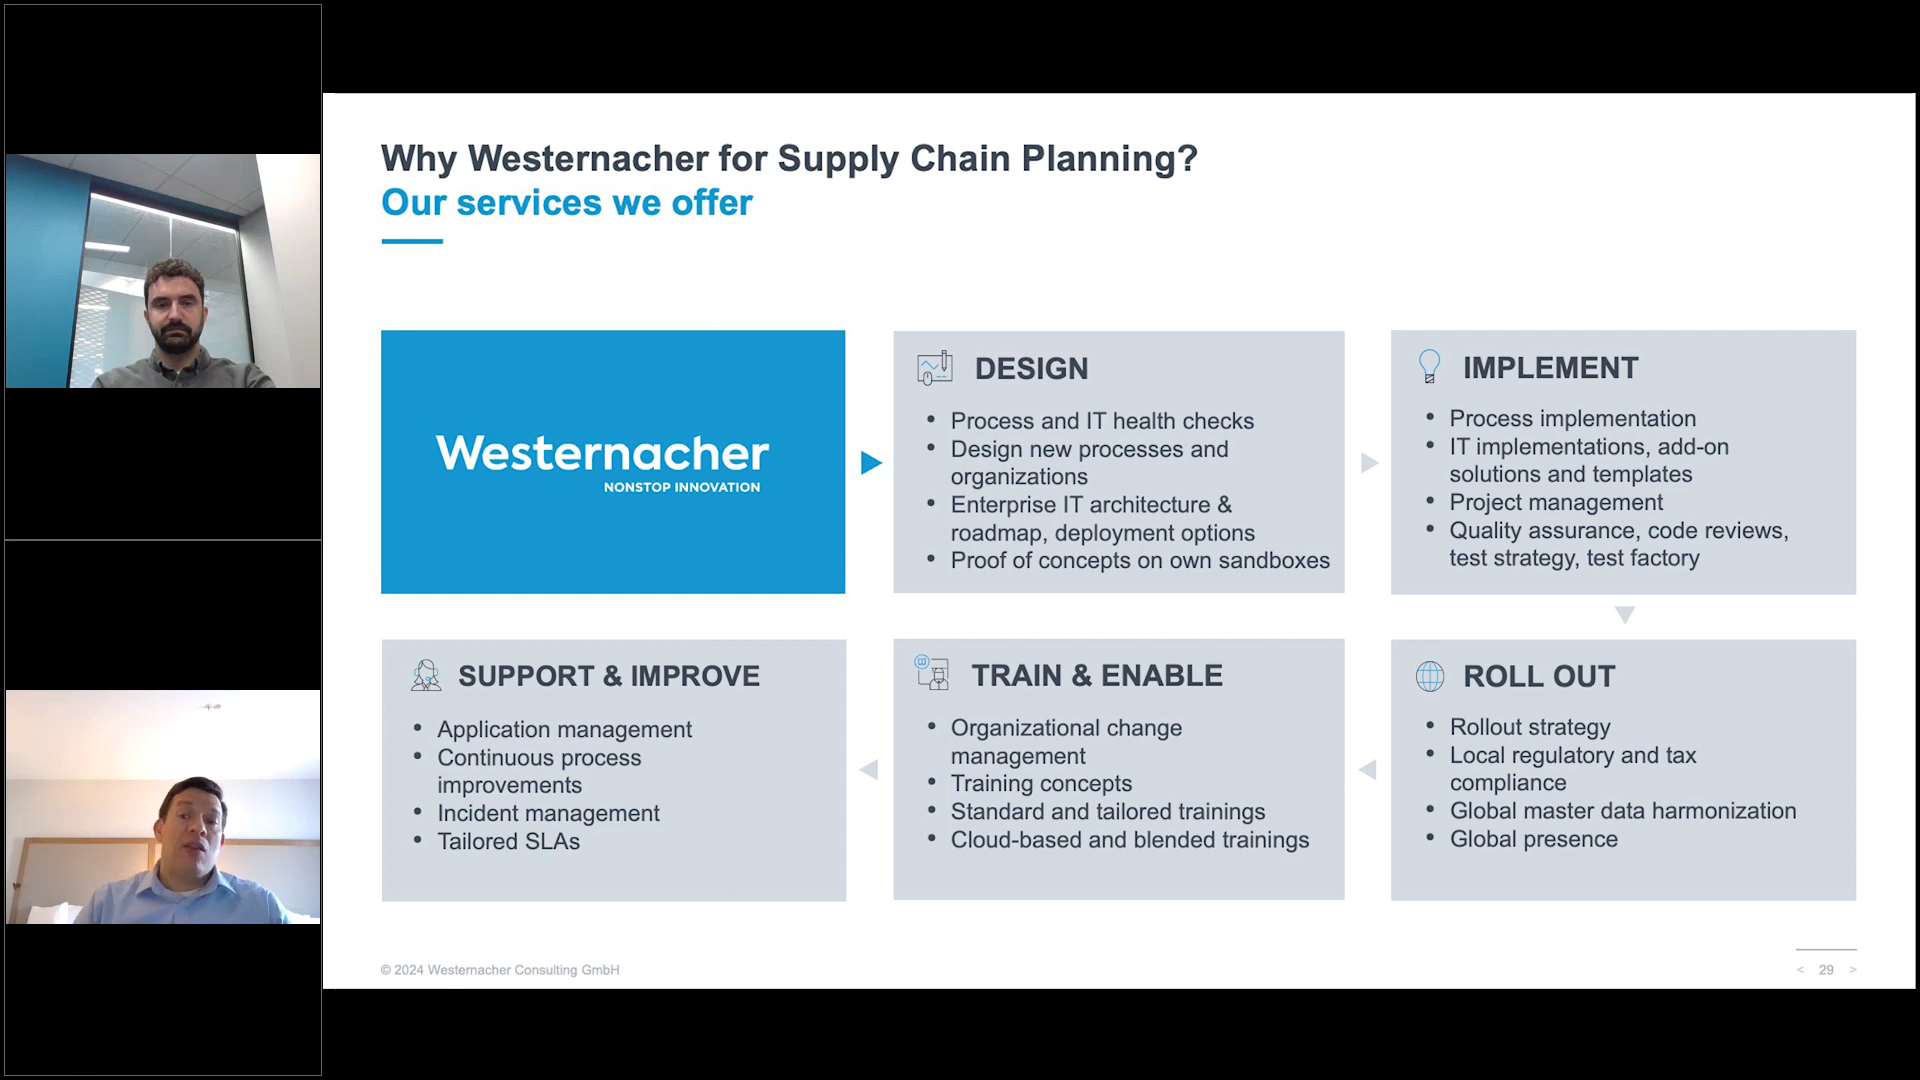 Why Westernacher for Supply Chain Planning?
Our services we offer
Westernacher
NONSTOP INNOVATION
DESIGN
• Process and IT health checks
• Design new processes and
organizations
• Enterprise IT architecture &
roadmap, deployment options
• Proof of concepts on own sandboxes
IMPLEMENT
• Process implementation
• IT implementations, add-on
solutions and templates
• Project management
• Quality assurance, code reviews,
test strategy, test factory
SUPPORT & IMPROVE
• Application management
• Continuous process
improvements
• Incident management
• Tailored SLAs
TRAIN & ENABLE
• Organizational change
management
• Training concepts
• Standard and tailored trainings
• Cloud-based and blended trainings
ROLL OUT
• Rollout strategy
• Local regulatory and tax
compliance
• Global master data harmonization
• Global presence
© 2024 Westernacher Consulting GmbH
< 29 >